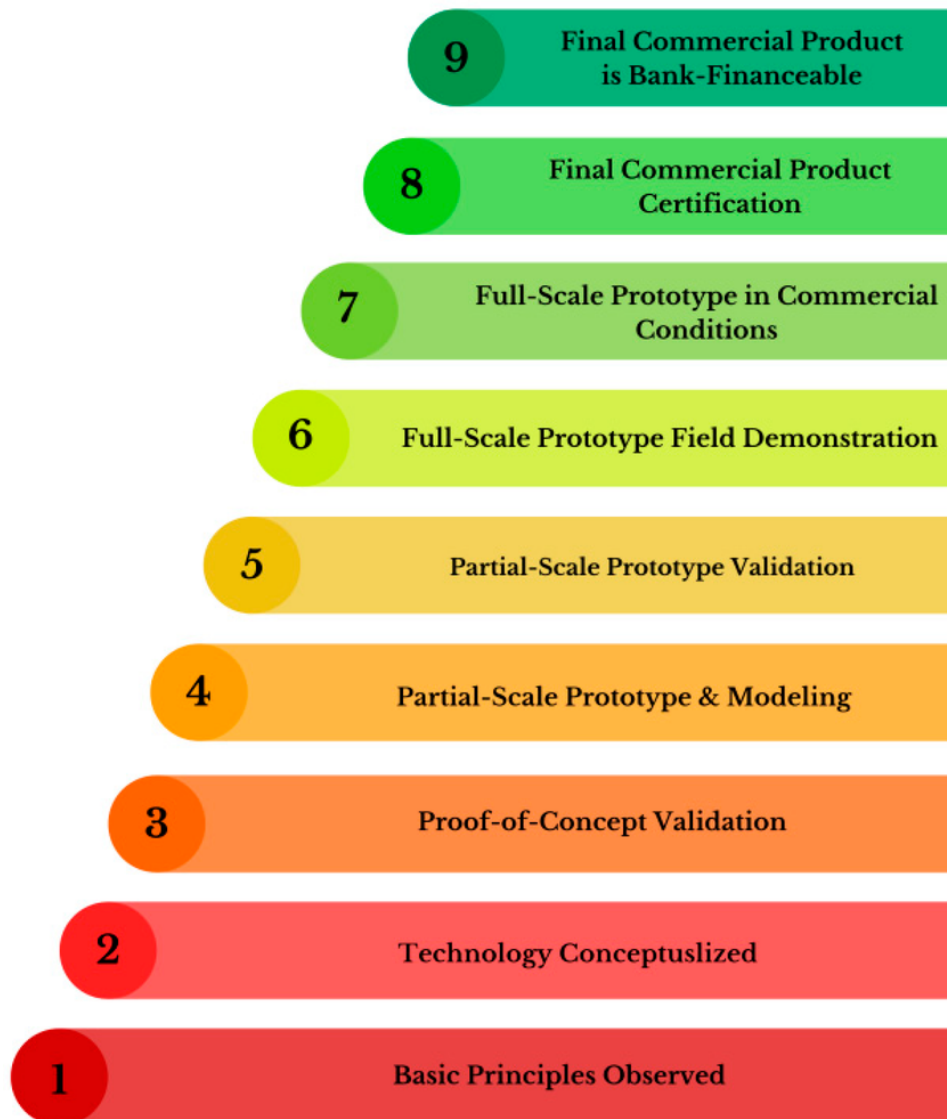 9
Final Commercial Product
is Bank-Financeable
8
Final Commercial Product
Certification
7
Full-Scale Prototype in Commercial
Conditions
6
Full-Scale Prototype Field Demonstration
5
Partial-Scale Prototype Validation
4
Partial-Scale Prototype & Modeling
3
Proof-of-Concept Validation
2
Technology Conceptuslized
1
Basic Principles Observed